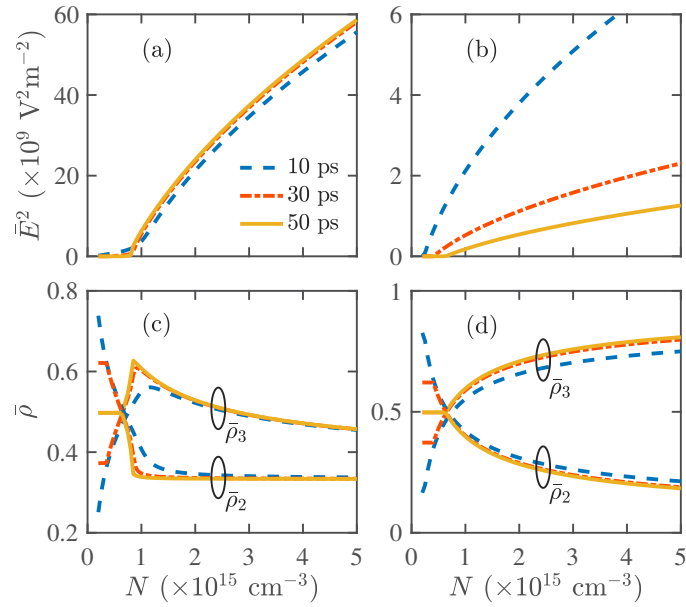 60
40
20
0
Ē² (×10⁹ V²m⁻²)
(a)
10 ps
30 ps
50 ps
6
4
2
0
(b)
0.8
0.6
0.4
0.2
ρ̄
(c)
ρ̄₃
ρ̄₂
0 1 2 3 4 5
N (×10¹⁵ cm⁻³)
1
0.5
0
(d)
ρ̄₃
ρ̄₂
0 1 2 3 4 5
N (×10¹⁵ cm⁻³)